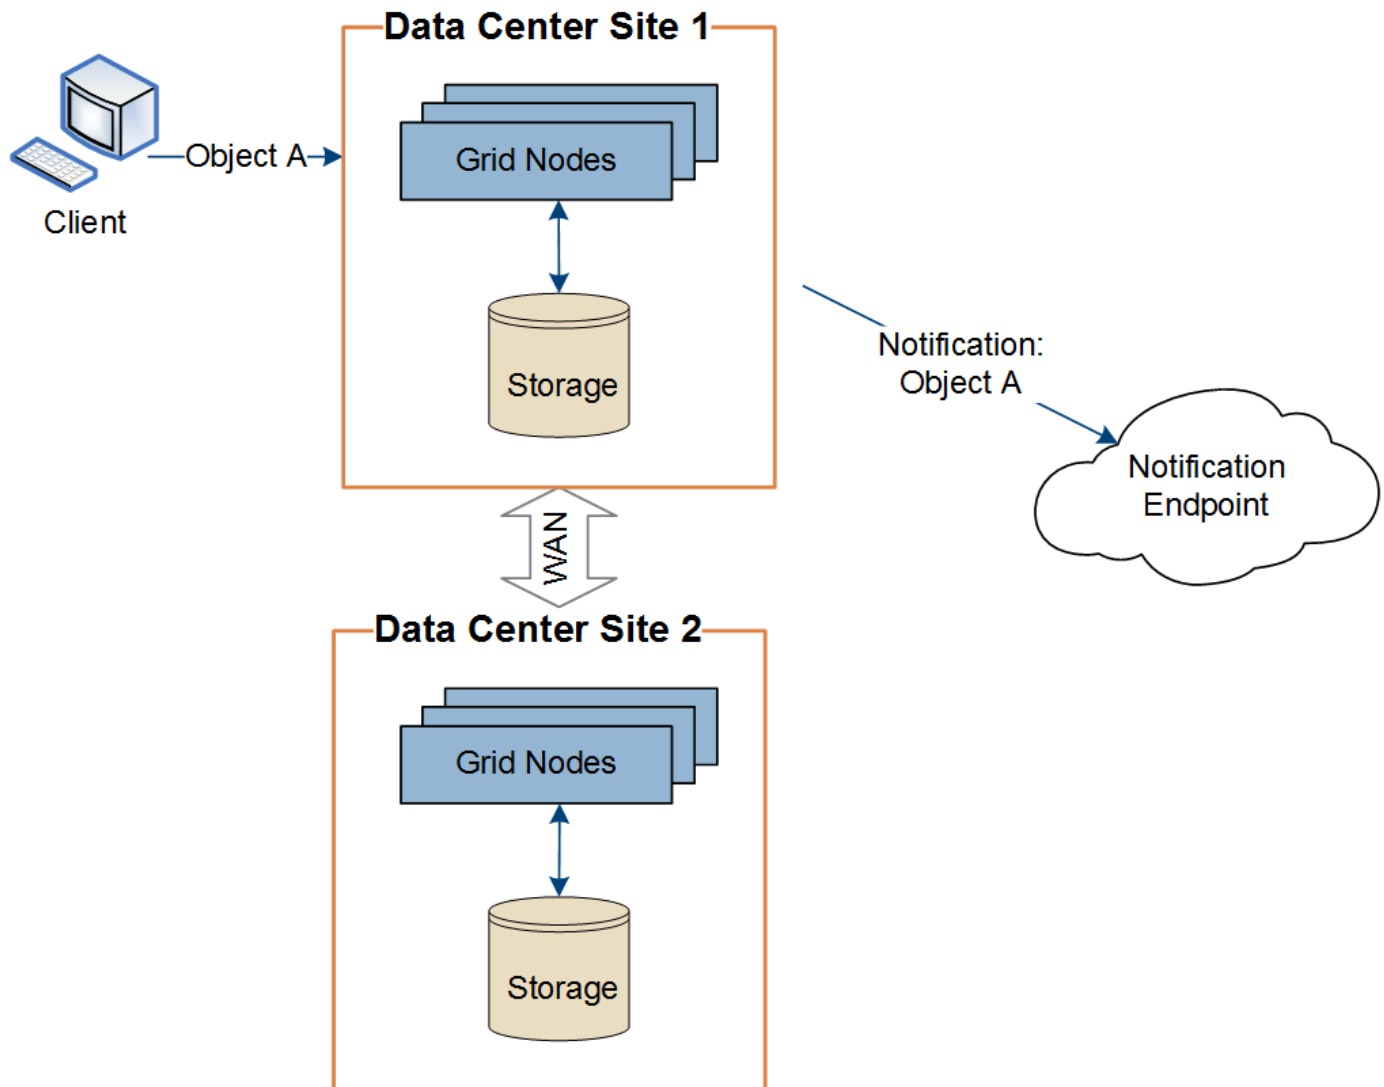 Data Center Site 1
Object A
Client
Grid Nodes
Storage
Notification:
Object A
Notification
Endpoint
WAN
Data Center Site 2
Grid Nodes
Storage